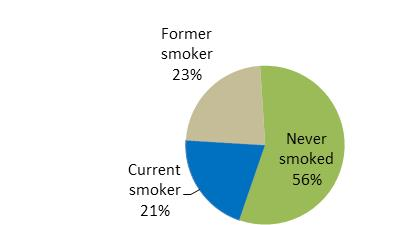 Former
smoker
23%
Never
smoked
56%
Current
smoker
21%